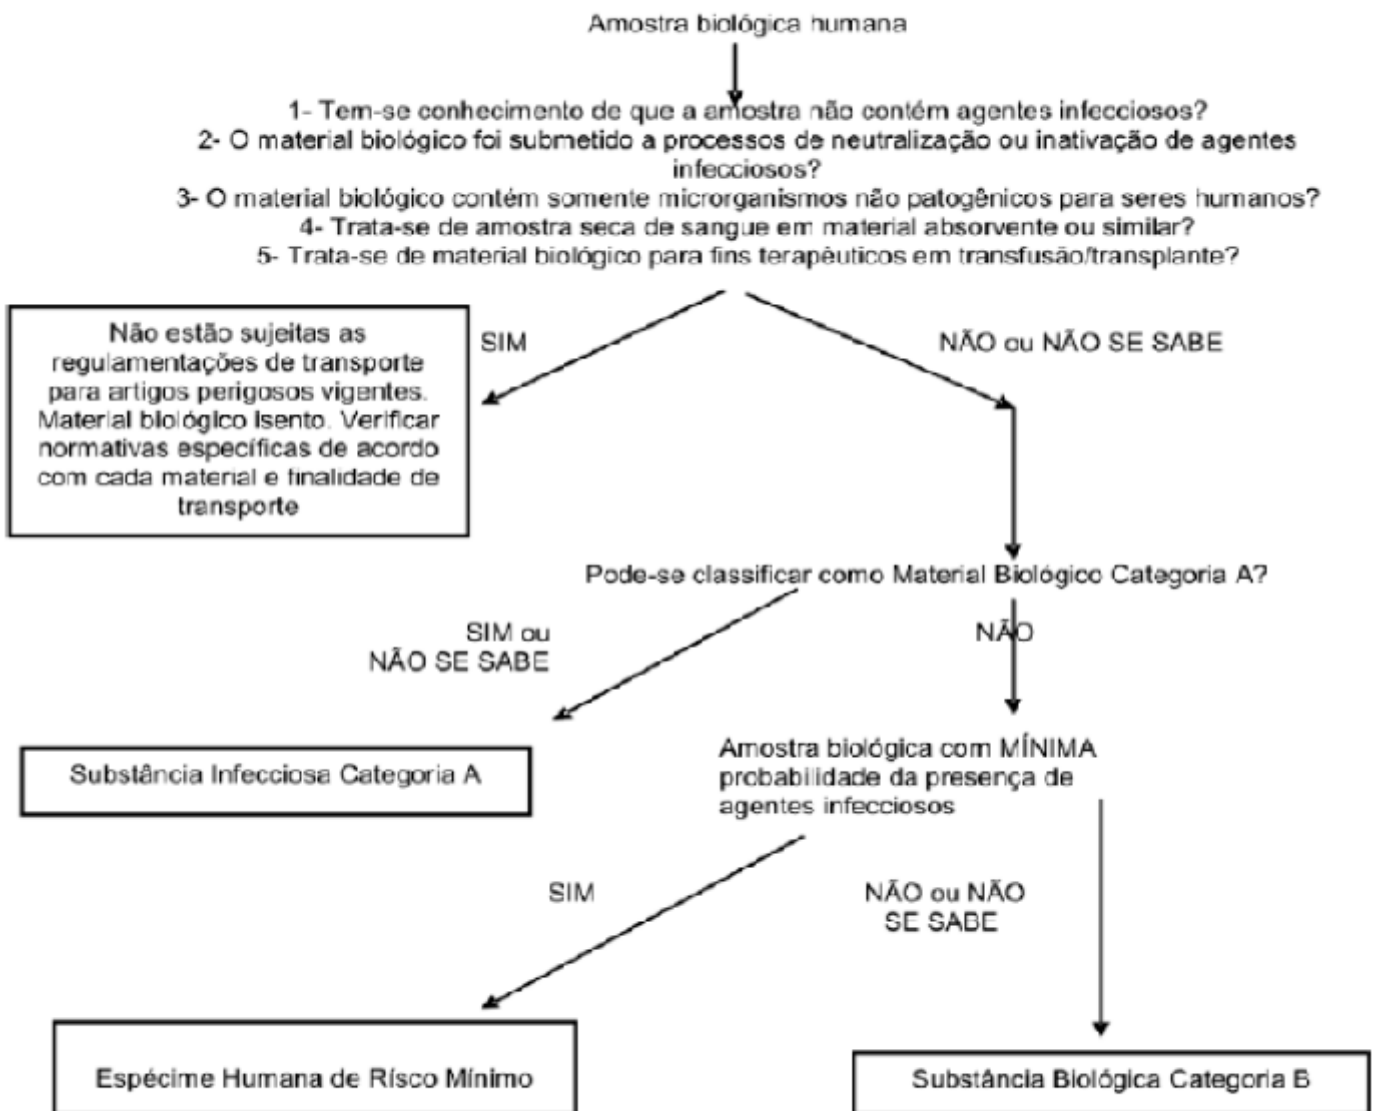 Amostra biológica humana
1- Tem-se conhecimento de que a amostra não contém agentes infecciosos?
2- O material biológico foi submetido a processos de neutralização ou inativação de agentes
infecciosos?
3- O material biológico contém somente microrganismos não patogênicos para seres humanos?
4- Trata-se de amostra seca de sangue em material absorvente ou similar?
5- Trata-se de material biológico para fins terapêuticos em transfusão/transplante?
Não estão sujeitas as
regulamentações de transporte
para artigos perigosos vigentes.
Material biológico isento. Verificar
normativas específicas de acordo
com cada material e finalidade de
transporte
SIM
NÃO ou NÃO SE SABE
Pode-se classificar como Material Biológico Categoria A?
SIM ou
NÃO SE SABE
NÃO
Substância Infecciosa Categoria A
Amostra biológica com MÍNIMA
probabilidade da presença de
agentes infecciosos
SIM
NÃO ou NÃO
SE SABE
Espécime Humana de Rísco Mínimo
Substância Biológica Categoria B